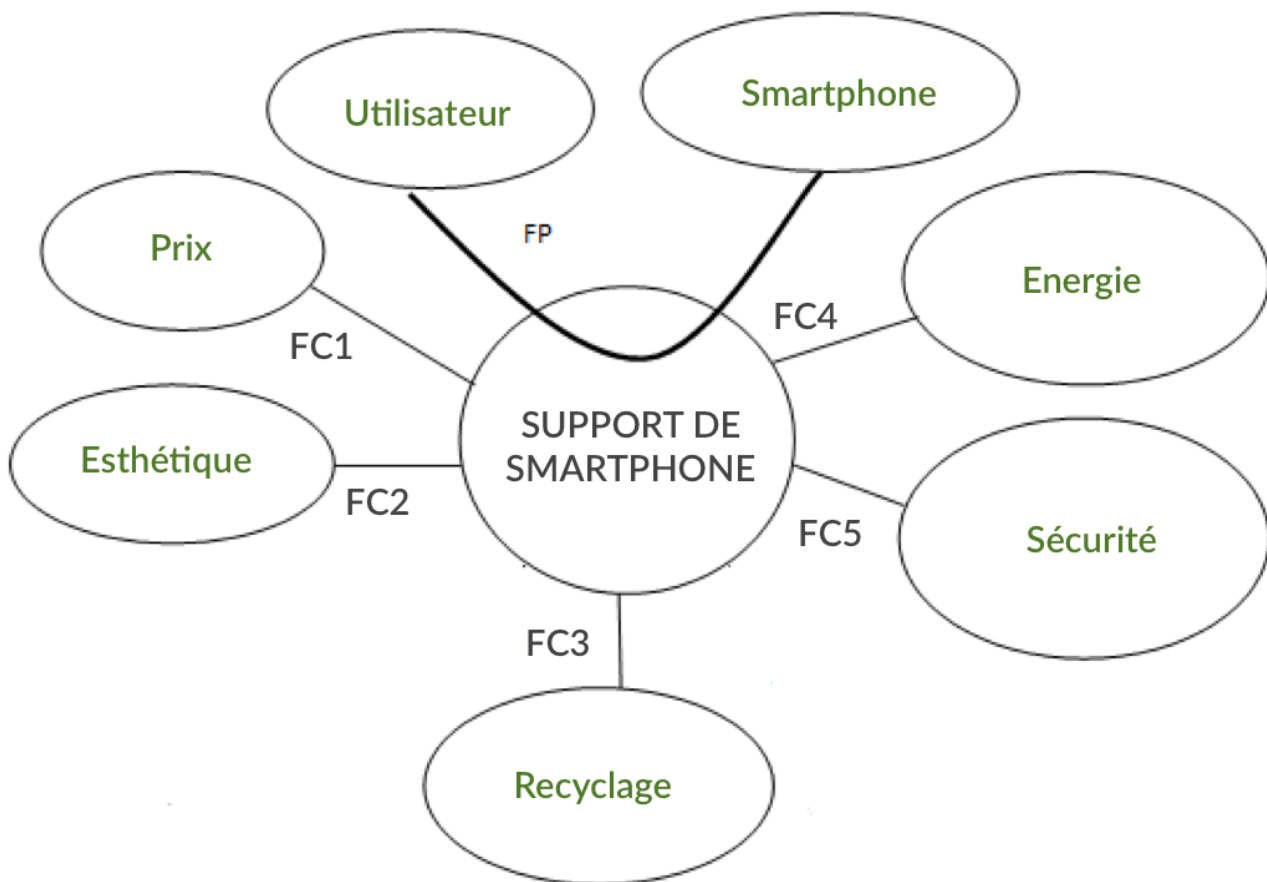 Utilisateur
Smartphone
FP
Prix
Energie
FC1
FC4
Esthétique
FC2
SUPPORT DE
SMARTPHONE
FC5
Sécurité
FC3
Recyclage